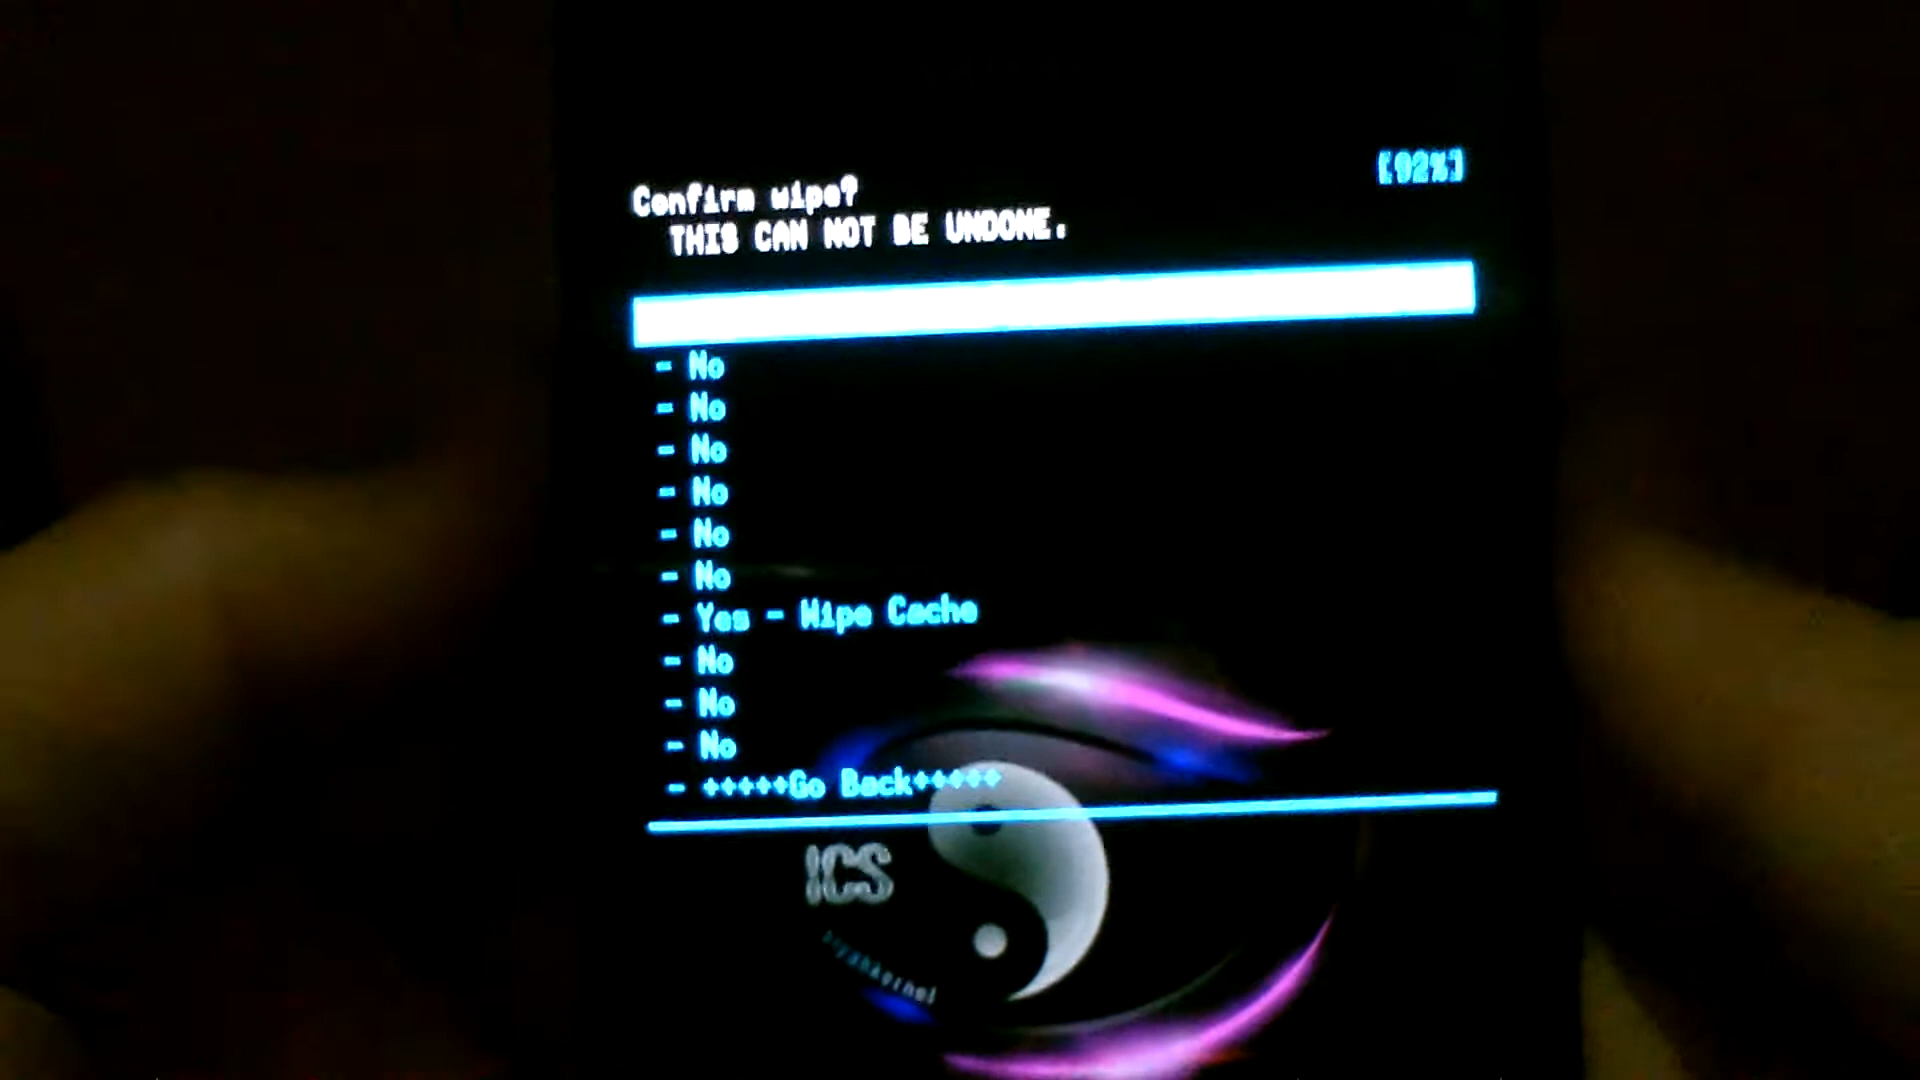 [92%]
Confirm wipe?
THIS CAN NOT BE UNDONE.
- No
- No
- No
- No
- No
- No
- Yes - Wipe Cache
- No
- No
- No
- +++++Go Back+++++
ICS
siyahkernel